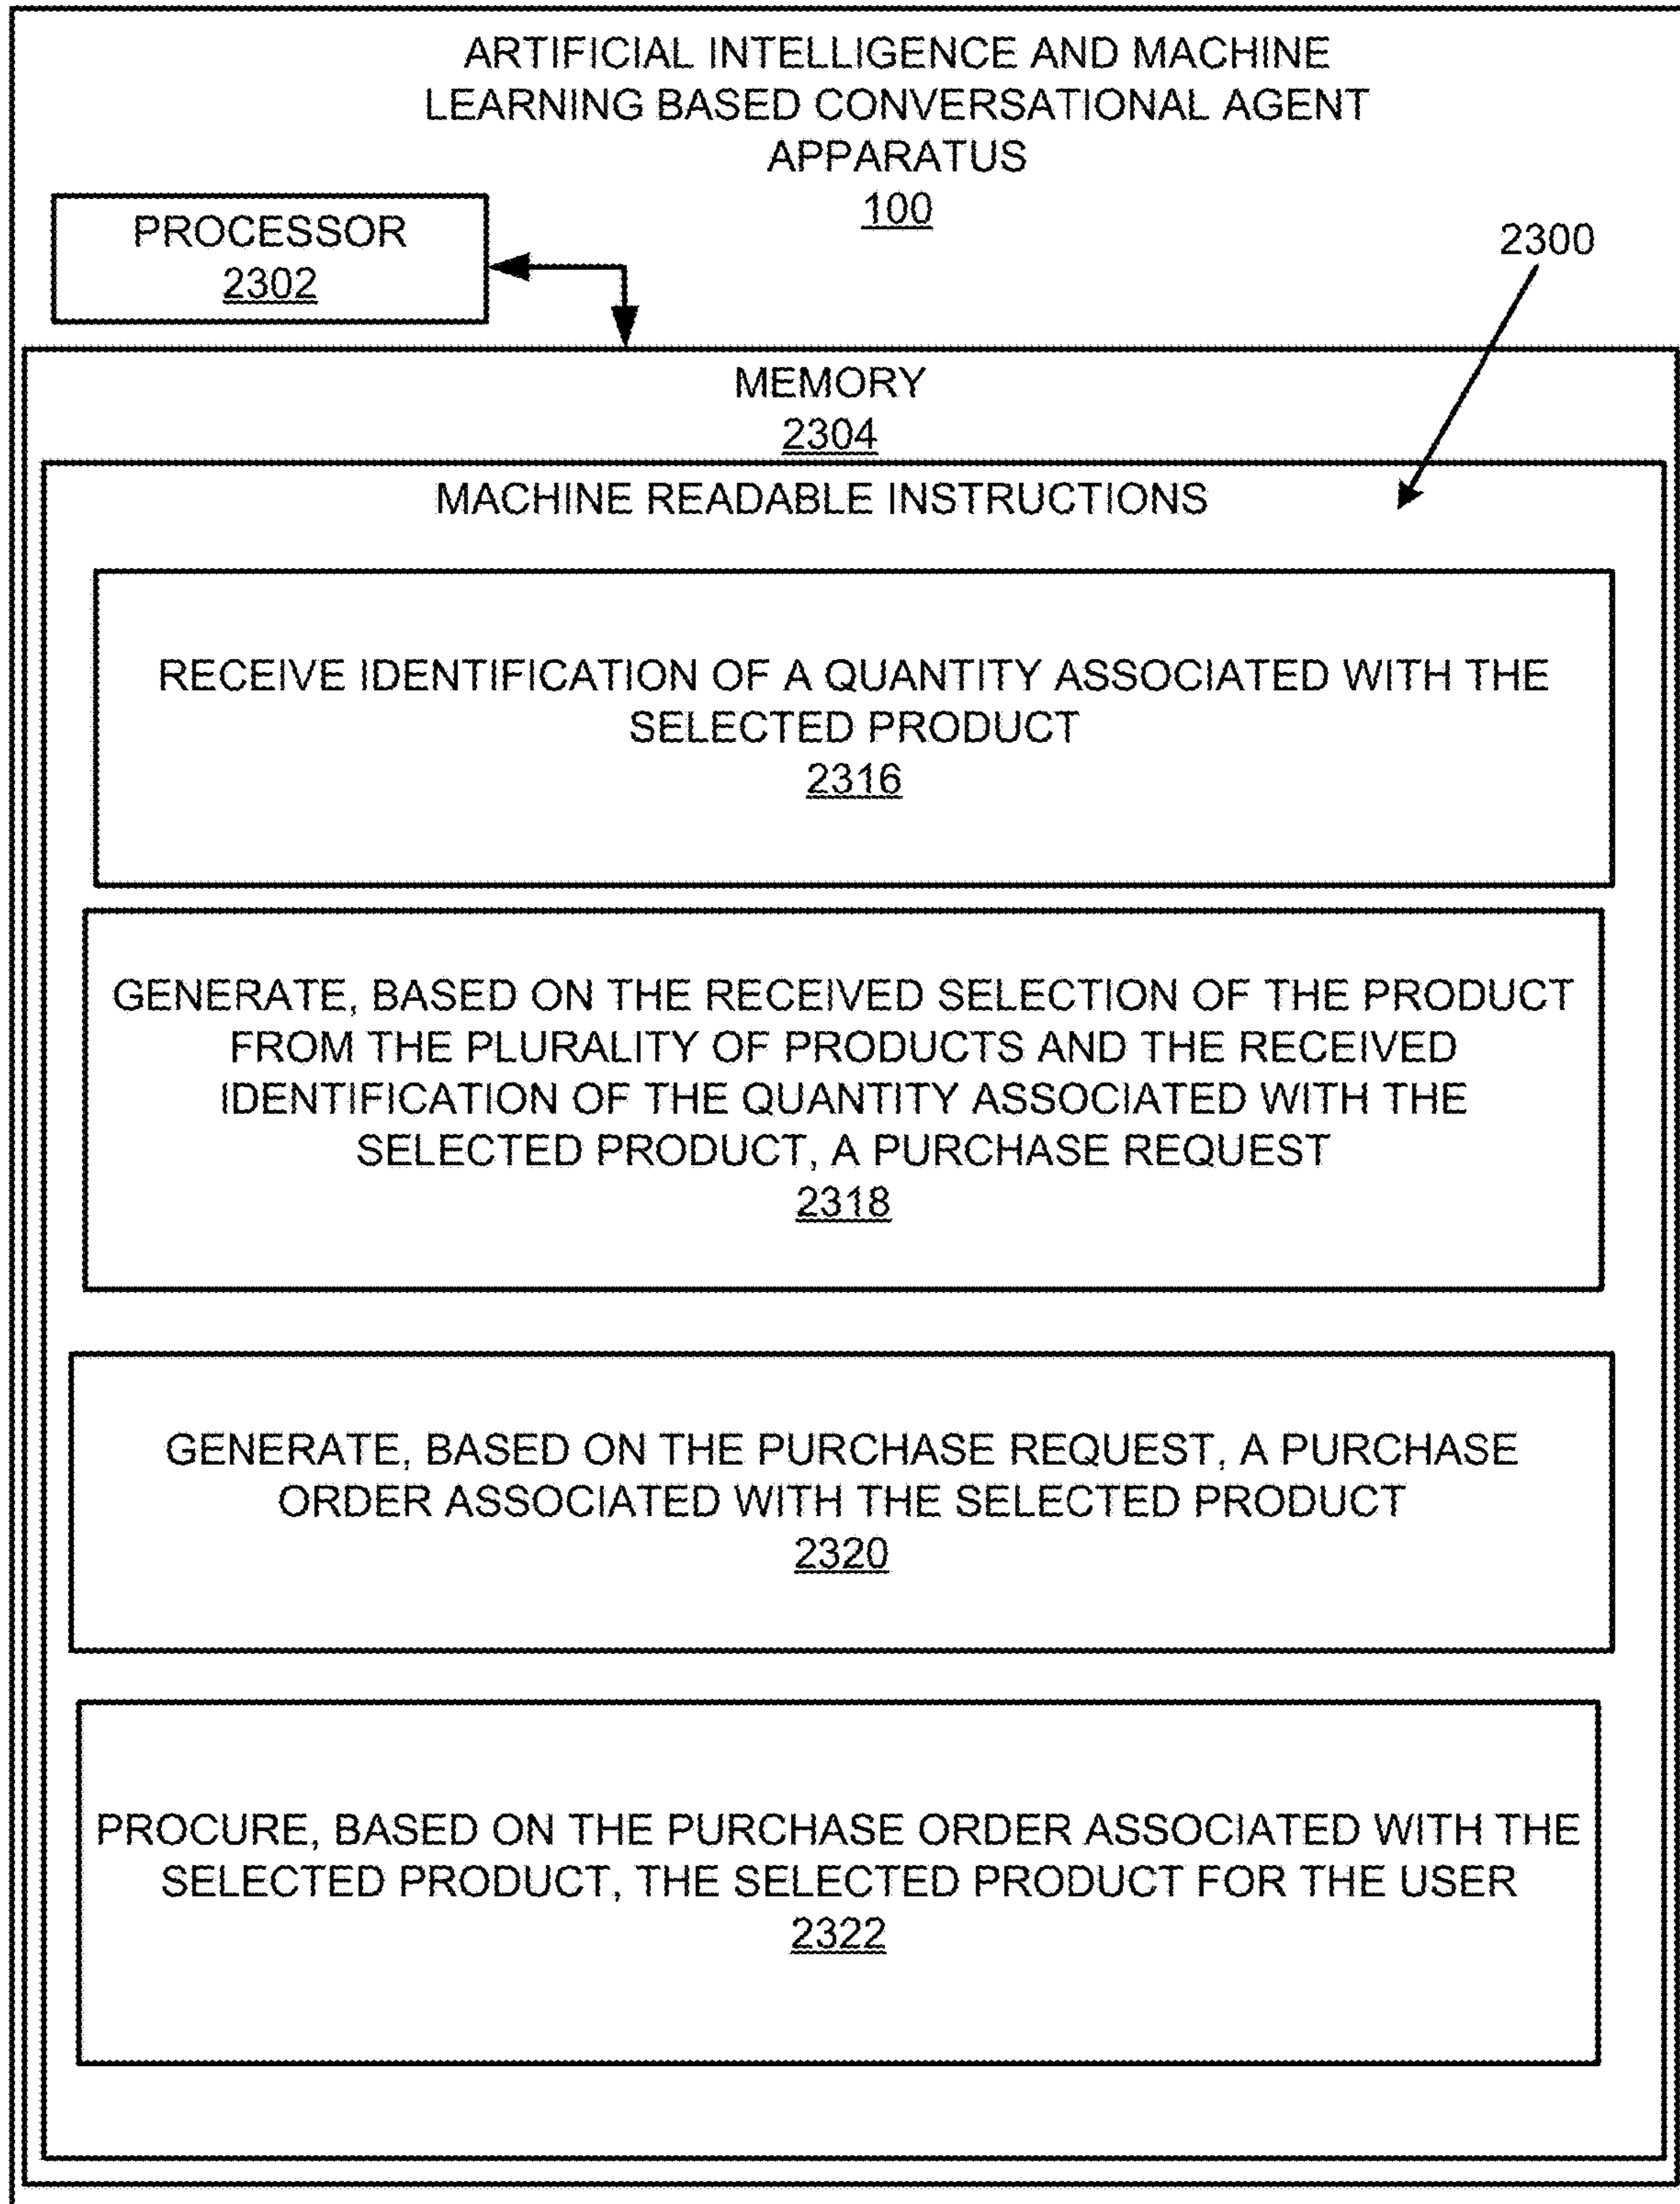 ARTIFICIAL INTELLIGENCE AND MACHINE
LEARNING BASED CONVERSATIONAL AGENT
APPARATUS
100
PROCESSOR
2302
2300
MEMORY
2304
MACHINE READABLE INSTRUCTIONS
RECEIVE IDENTIFICATION OF A QUANTITY ASSOCIATED WITH THE
SELECTED PRODUCT
2316
GENERATE, BASED ON THE RECEIVED SELECTION OF THE PRODUCT
FROM THE PLURALITY OF PRODUCTS AND THE RECEIVED
IDENTIFICATION OF THE QUANTITY ASSOCIATED WITH THE
SELECTED PRODUCT, A PURCHASE REQUEST
2318
GENERATE, BASED ON THE PURCHASE REQUEST, A PURCHASE
ORDER ASSOCIATED WITH THE SELECTED PRODUCT
2320
PROCURE, BASED ON THE PURCHASE ORDER ASSOCIATED WITH THE
SELECTED PRODUCT, THE SELECTED PRODUCT FOR THE USER
2322